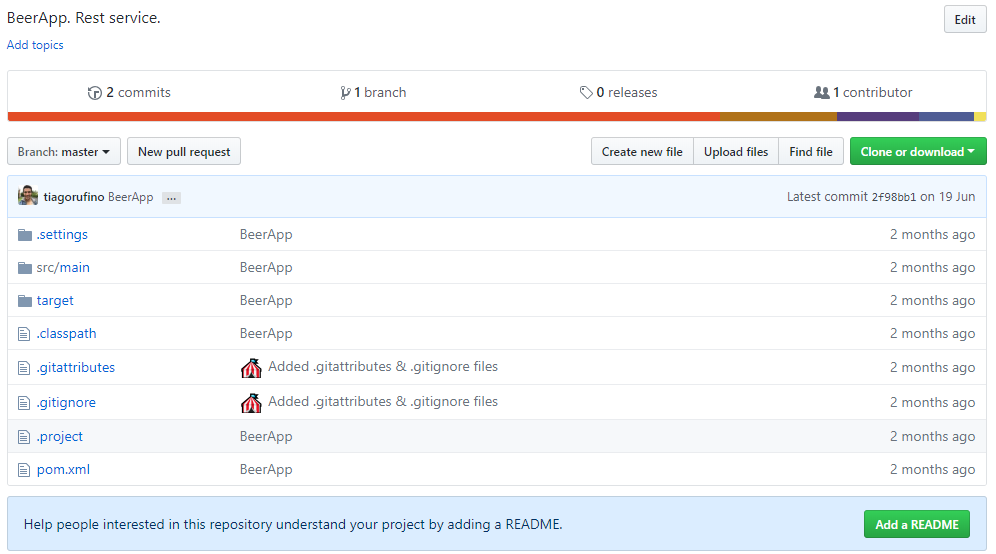 BeerApp. Rest service.
Edit
Add topics
2 commits
1 branch
0 releases
1 contributor
Branch: master
New pull request
Create new file
Upload files
Find file
Clone or download
tiagorufino BeerApp ...
Latest commit 2f98bb1 on 19 Jun
.settings BeerApp 2 months ago
src/main BeerApp 2 months ago
target BeerApp 2 months ago
.classpath BeerApp 2 months ago
.gitattributes Added .gitattributes & .gitignore files 2 months ago
.gitignore Added .gitattributes & .gitignore files 2 months ago
.project BeerApp 2 months ago
pom.xml BeerApp 2 months ago
Help people interested in this repository understand your project by adding a README.
Add a README